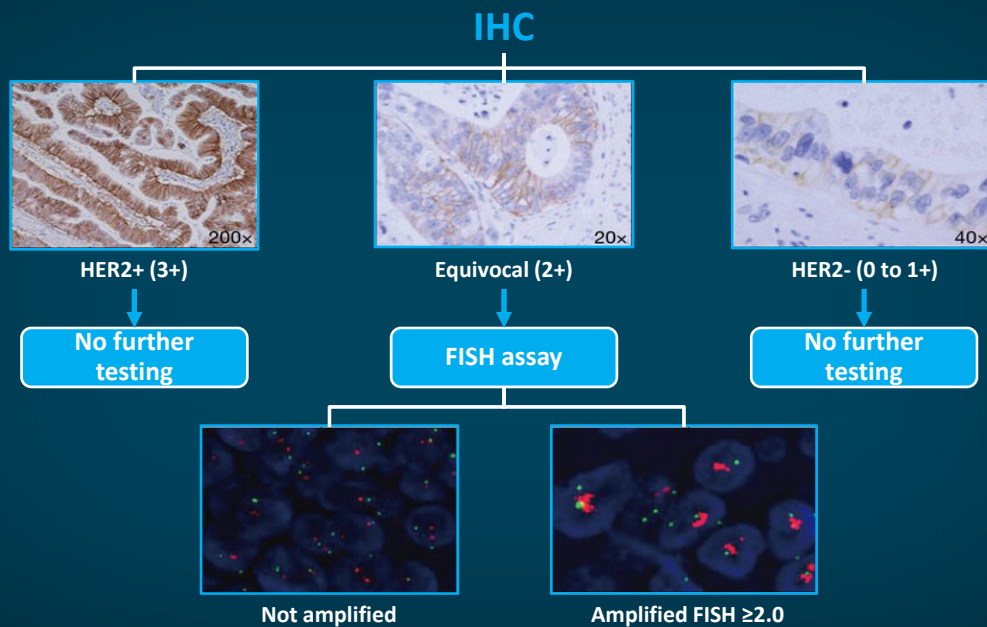 IHC
200×
20×
40×
HER2+ (3+)
Equivocal (2+)
HER2- (0 to 1+)
No further
testing
FISH assay
No further
testing
Not amplified
Amplified FISH ≥2.0